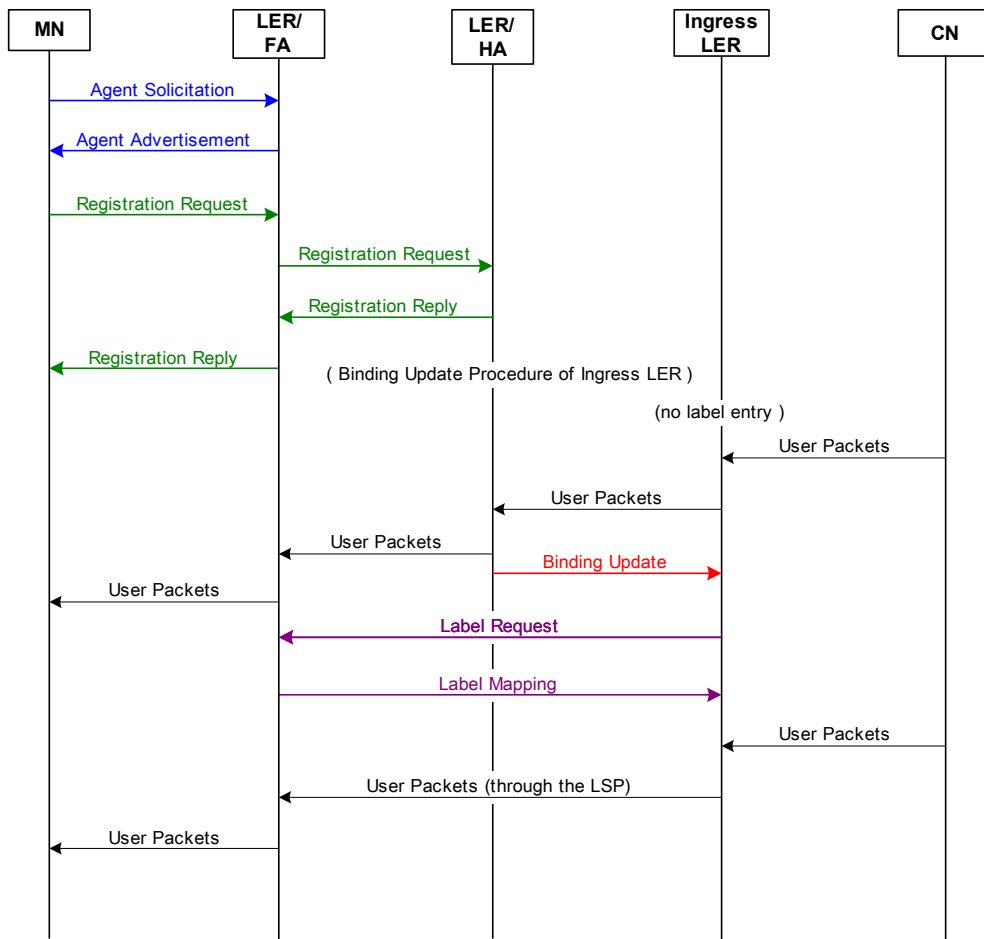 MN
LER/
FA
LER/
HA
Ingress
LER
CN
Agent Solicitation
Agent Advertisement
Registration Request
Registration Request
Registration Reply
Registration Reply
( Binding Update Procedure of Ingress LER )
(no label entry )
User Packets
User Packets
User Packets
Binding Update
User Packets
Label Request
Label Mapping
User Packets
User Packets (through the LSP)
User Packets